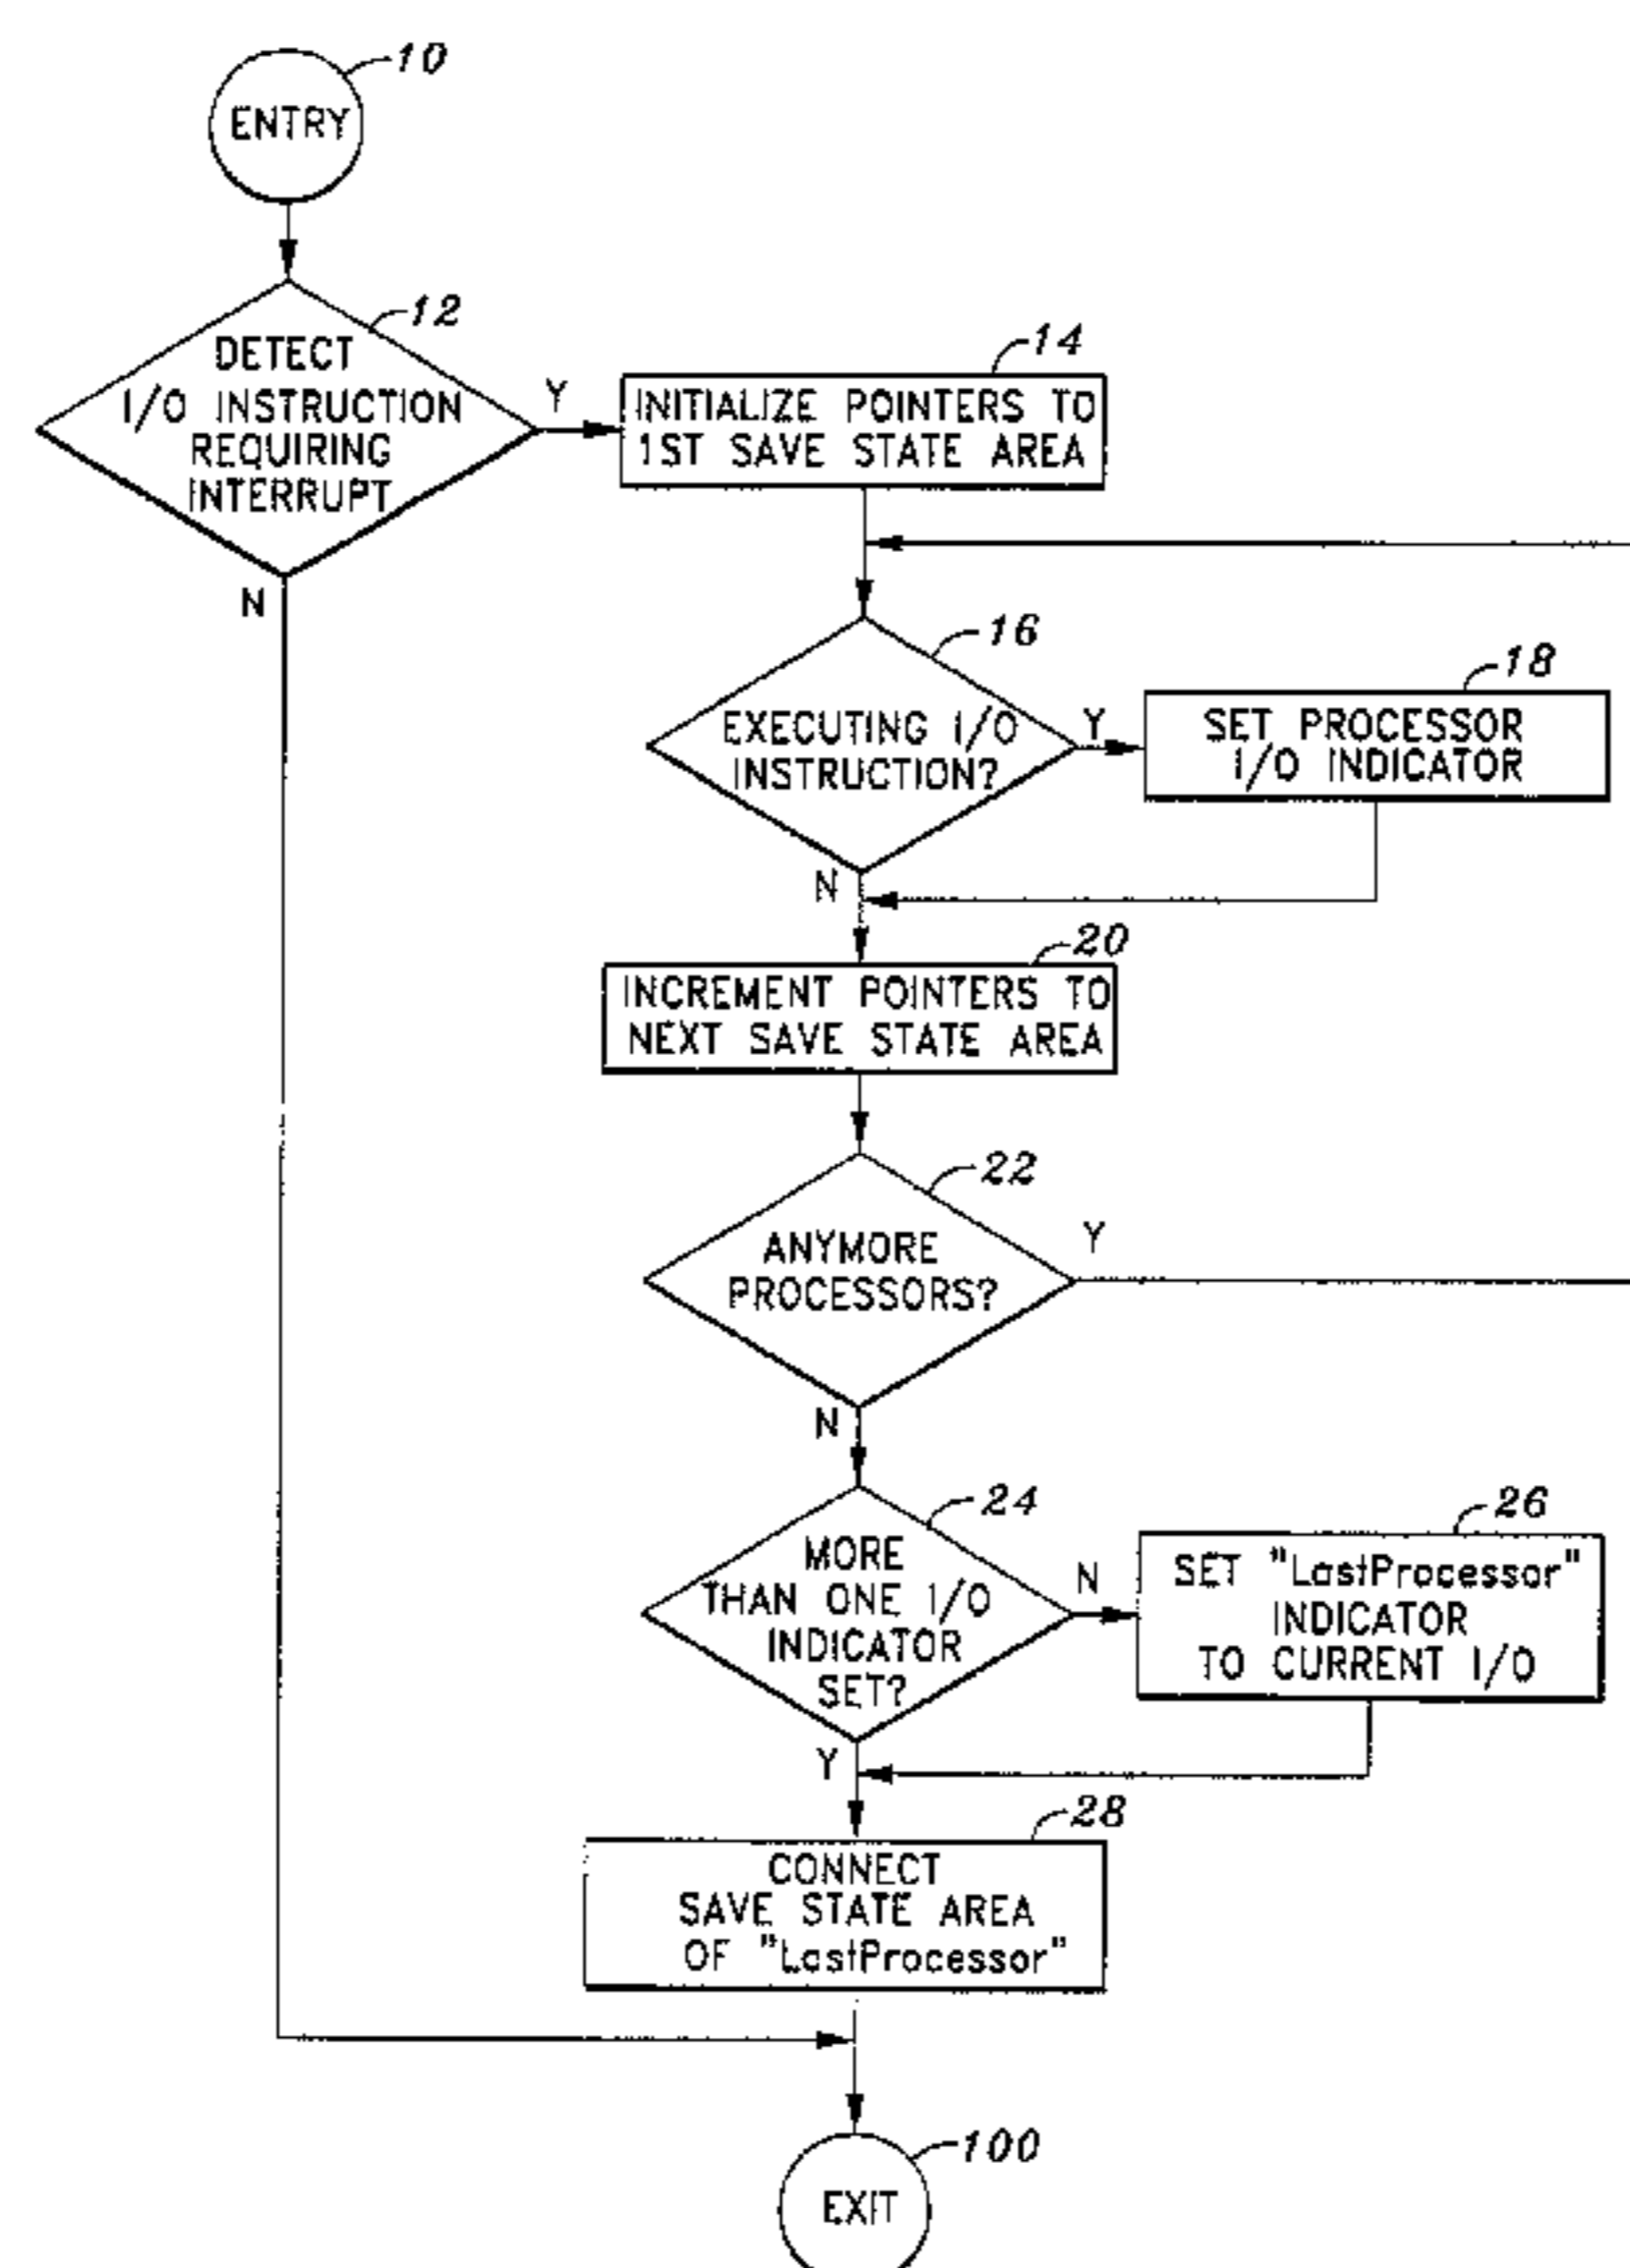 10
ENTRY
12
DETECT
I/O INSTRUCTION
REQUIRING
INTERRUPT
Y
N
14
INITIALIZE POINTERS TO
1ST SAVE STATE AREA
16
EXECUTING I/O
INSTRUCTION?
Y
N
18
SET PROCESSOR
I/O INDICATOR
20
INCREMENT POINTERS TO
NEXT SAVE STATE AREA
22
ANYMORE
PROCESSORS?
Y
N
24
MORE
THAN ONE I/O
INDICATOR
SET?
N
Y
26
SET "LastProcessor"
INDICATOR
TO CURRENT I/O
28
CONNECT
SAVE STATE AREA
OF "LastProcessor"
100
EXIT